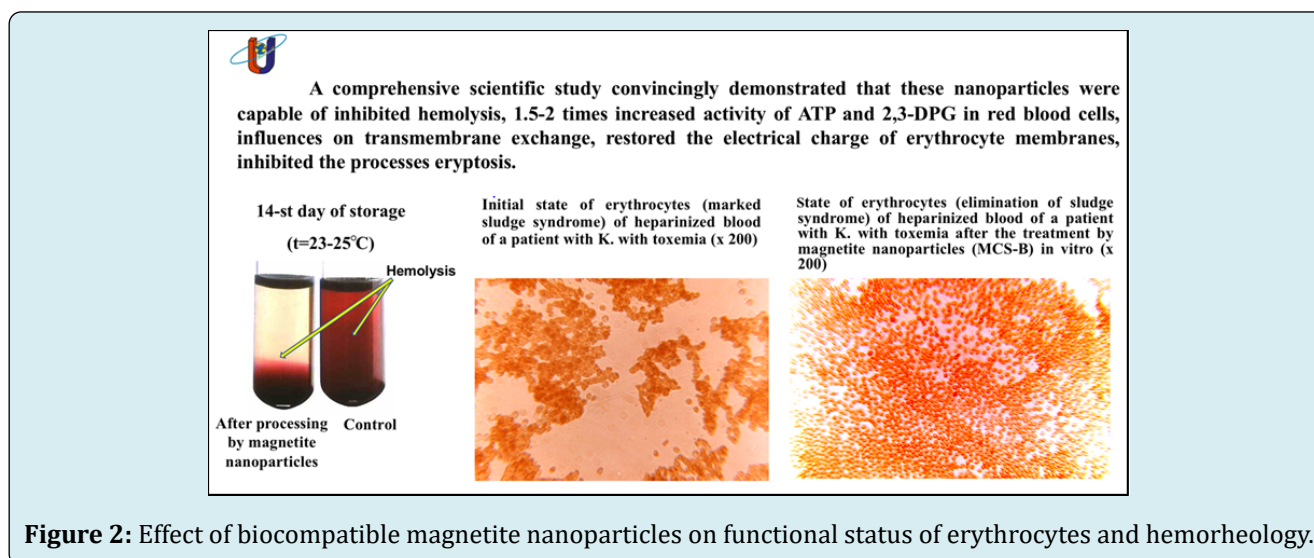 A comprehensive scientific study convincingly demonstrated that these nanoparticles were
capable of inhibited hemolysis, 1.5-2 times increased activity of ATP and 2,3-DPG in red blood cells,
influences on transmembrane exchange, restored the electrical charge of erythrocyte membranes,
inhibited the processes eryptosis.
14-st day of storage
(t=23-25°C)
Hemolysis
After processing
by magnetite
nanoparticles
Control
Initial state of erythrocytes (marked
sludge syndrome) of heparinized blood
of a patient with K. with toxemia (x 200)
State of erythrocytes (elimination of sludge
syndrome) of heparinized blood of a patient
with K. with toxemia after the treatment by
magnetite nanoparticles (MCS-B) in vitro (x
200)
Figure 2: Effect of biocompatible magnetite nanoparticles on functional status of erythrocytes and hemorheology.